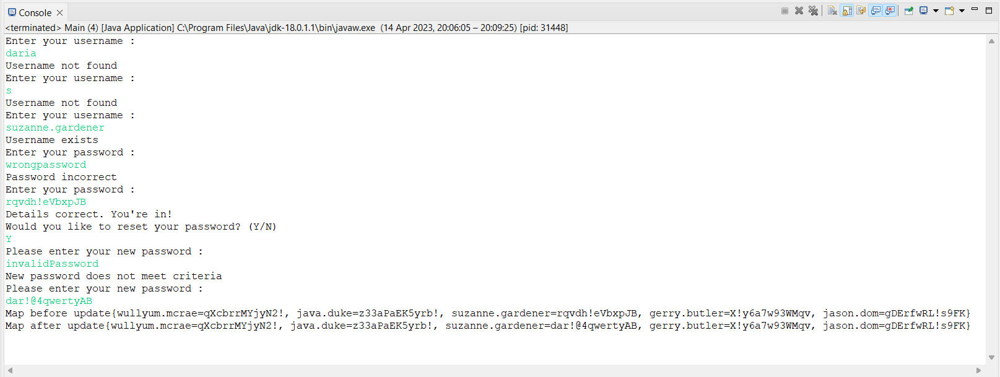 Console
<terminated> Main (4) [Java Application] C:\Program Files\Java\jdk-18.0.1.1\bin\javaw.exe (14 Apr 2023, 20:06:05 – 20:09:25) [pid: 31448]
Enter your username :
daria
Username not found
Enter your username :
s
Username not found
Enter your username :
suzanne.gardener
Username exists
Enter your password :
wrongpassword
Password incorrect
Enter your password :
rqvdh!eVbxpJB
Details correct. You're in!
Would you like to reset your password? (Y/N)
Y
Please enter your new password :
invalidPassword
New password does not meet criteria
Please enter your new password :
dar!@4qwertyAB
Map before update{wullyum.mcrae=qXcbrrMYjyN2!, java.duke=z33aPaEK5yrb!, suzanne.gardener=rqvdh!eVbxpJB, gerry.butler=X!y6a7w93WMqv, jason.dom=gDErfwRL!s9FK}
Map after update{wullyum.mcrae=qXcbrrMYjyN2!, java.duke=z33aPaEK5yrb!, suzanne.gardener=dar!@4qwertyAB, gerry.butler=X!y6a7w93WMqv, jason.dom=gDErfwRL!s9FK}